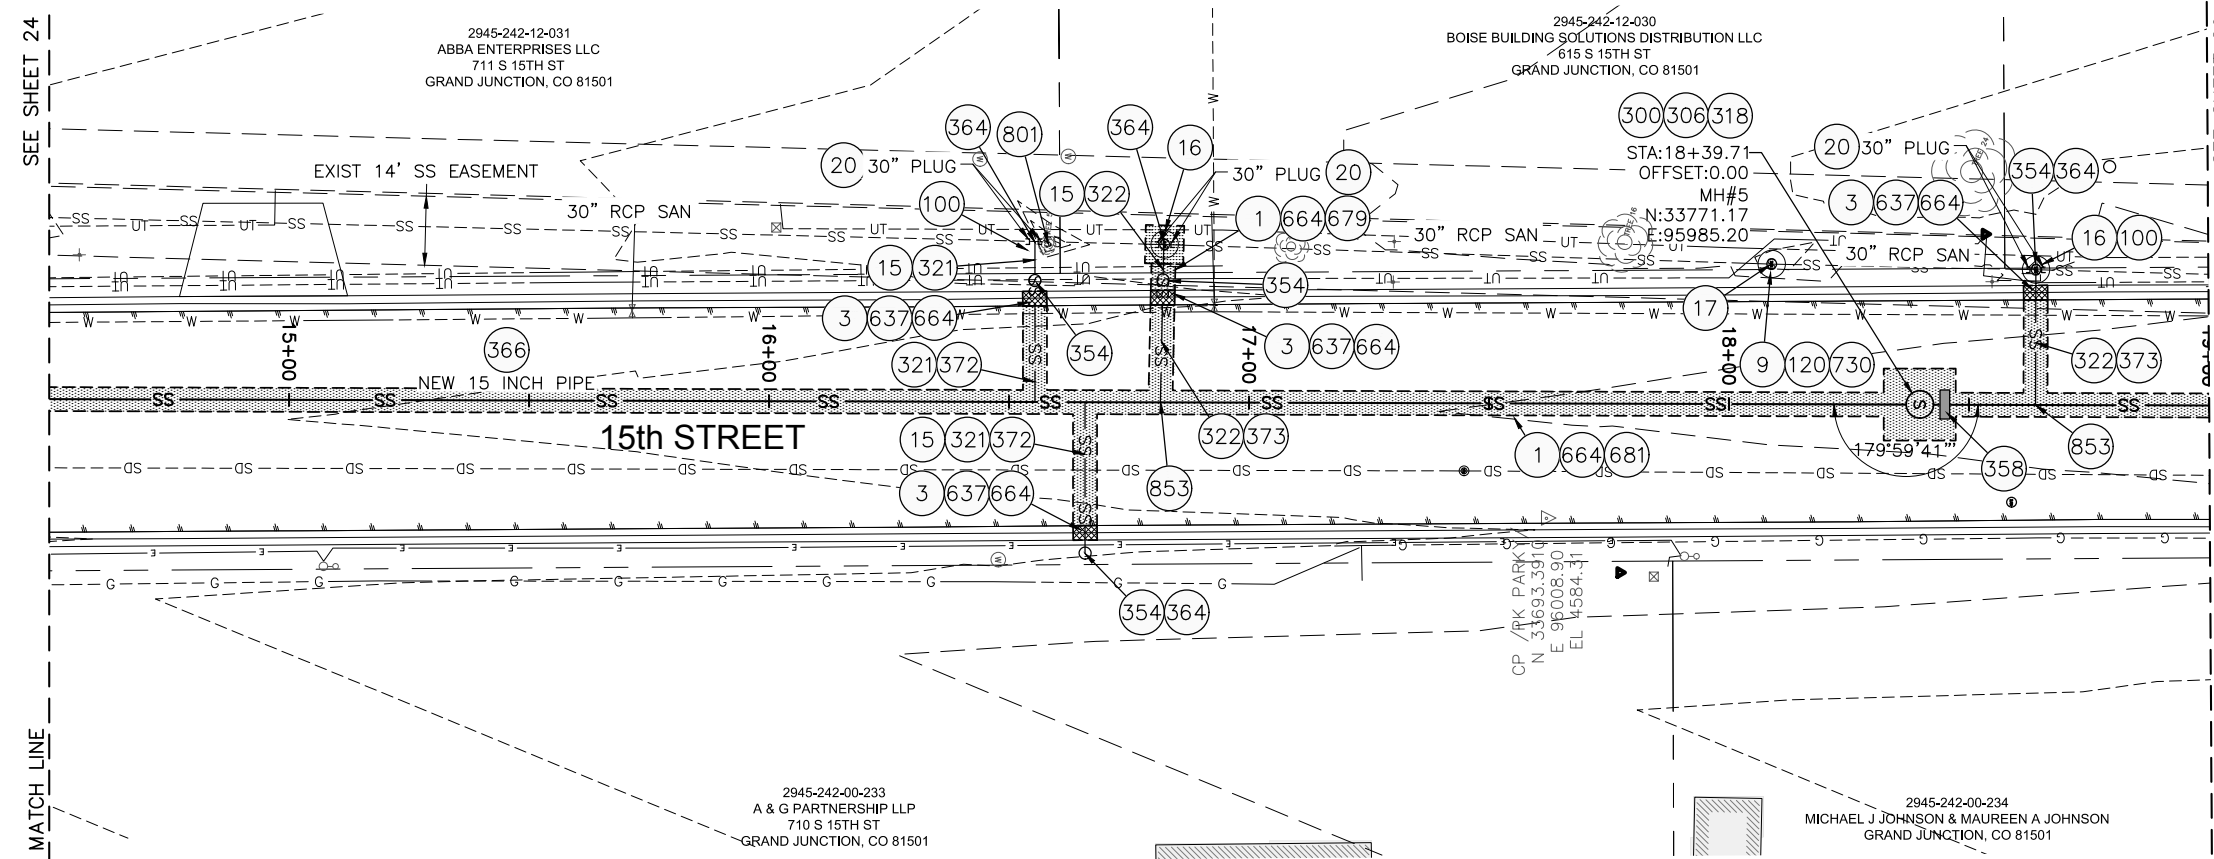 SEE SHEET 24
MATCH LINE
2945-242-12-031
ABBA ENTERPRISES LLC
711 S 15TH ST
GRAND JUNCTION, CO 81501
2945-242-12-030
BOISE BUILDING SOLUTIONS DISTRIBUTION LLC
615 S 15TH ST
GRAND JUNCTION, CO 81501
EXIST 14' SS EASEMENT
30" RCP SAN
364
801
20 30" PLUG
100
15 322
364
16
30" PLUG 20
1 664 679
300 306 318
STA:18+39.71
OFFSET:0.00
MH#5
N:33771.17
E:95985.20
30" RCP SAN
20 30" PLUG
354 364
3 637 664
16 100
30" RCP SAN
15 321
354
17
3 637 664
15+00
366
16+00
321 372
354
3 637 664
17+00
18+00
9 120 730
322 373
NEW 15 INCH PIPE
15th STREET
15 321 372
322 373
1 664 681
179°59'41"
358
853
3 637 664
853
354 364
CP /PK PARKY
N 33693.3910
E 96008.90
EL 4584.31
2945-242-00-233
A & G PARTNERSHIP LLP
710 S 15TH ST
GRAND JUNCTION, CO 81501
2945-242-00-234
MICHAEL J JOHNSON & MAUREEN A JOHNSON
GRAND JUNCTION, CO 81501